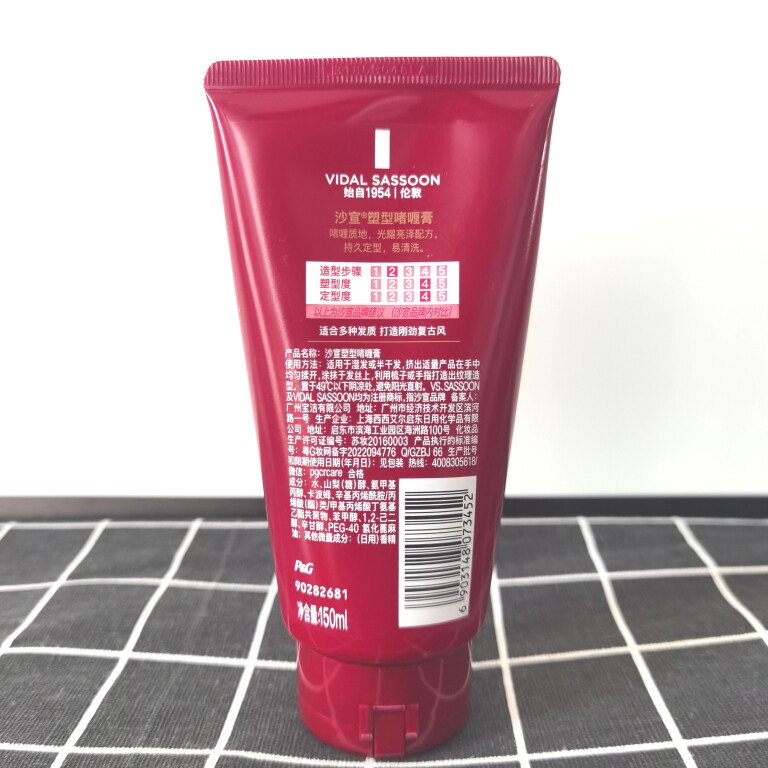 VIDAL SASSOON
始自1954 | 伦敦
沙宣®塑型啫喱膏
啫喱质地,光耀亮泽配方,
持久定型,易清洗。
造型步骤 1 2 3 4 5
塑型度 1 2 3 4 5
定型度 1 2 3 4 5
以上为沙宣品牌建议 (沙宣品牌内对比)
适合多种发质 打造刚劲复古风
产品名称:沙宣塑型啫喱膏
使用方法:适用于湿发或半干发,挤出适量产品在手中
均匀揉开,涂抹于发丝上,利用梳子或手指打造出纹理造
型。置于49℃以下阴凉处,避免阳光直射。VS.SASSOON
及VIDAL SASSOON均为注册商标,指沙宣品牌 备案人:
广州宝洁有限公司 地址:广州市经济技术开发区滨河
路一号 生产企业:上海西西艾尔启东日用化学品有限
公司 地址:启东市滨海工业园区海洲路100号 化妆品
生产许可证编号:苏妆20160003 产品执行的标准编
号:粤G妆网备字2022094776 Q/GZBJ 66 生产批号
和限期使用日期(年月日):见包装 热线:4008305618/
微信:pgcrcare 合格
成分:水、山梨(糖)醇、氨甲基
丙醇、卡波姆、辛基丙烯酰胺/丙
烯酸(酯)类/甲基丙烯酸丁氨基
乙酯共聚物、苯甲醇、1,2-己二
醇、辛甘醇、PEG-40 氢化蓖麻
油;其他微量成分:(日用)香精
P&G
90282681
净含量:150ml
6 903148 073452